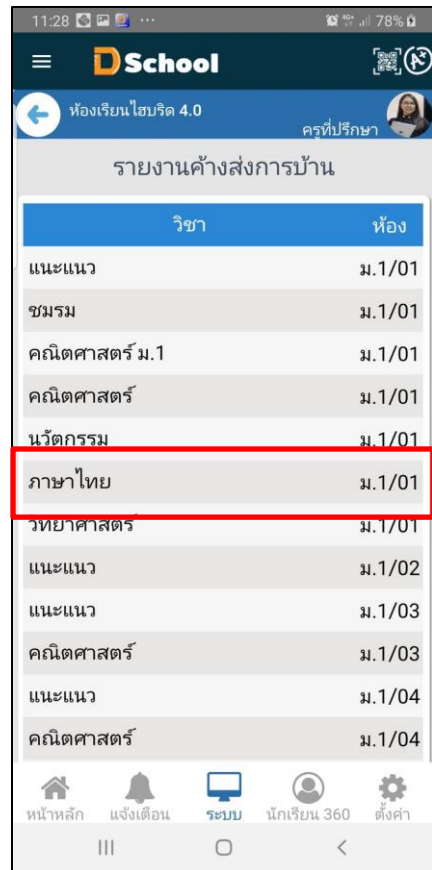 11:28 ... 78%
DSchool
ห้องเรียนไฮบริด 4.0
ครูที่ปรึกษา
รายงานค้างส่งการบ้าน
วิชา ห้อง
แนะแนว ม.1/01
ชมรม ม.1/01
คณิตศาสตร์ ม.1 ม.1/01
คณิตศาสตร์ ม.1/01
นวัตกรรม ม.1/01
ภาษาไทย ม.1/01
วิทยาศาสตร์ ม.1/01
แนะแนว ม.1/02
แนะแนว ม.1/03
คณิตศาสตร์ ม.1/03
แนะแนว ม.1/04
คณิตศาสตร์ ม.1/04
หน้าหลัก แจ้งเตือน ระบบ นักเรียน 360 ตั้งค่า